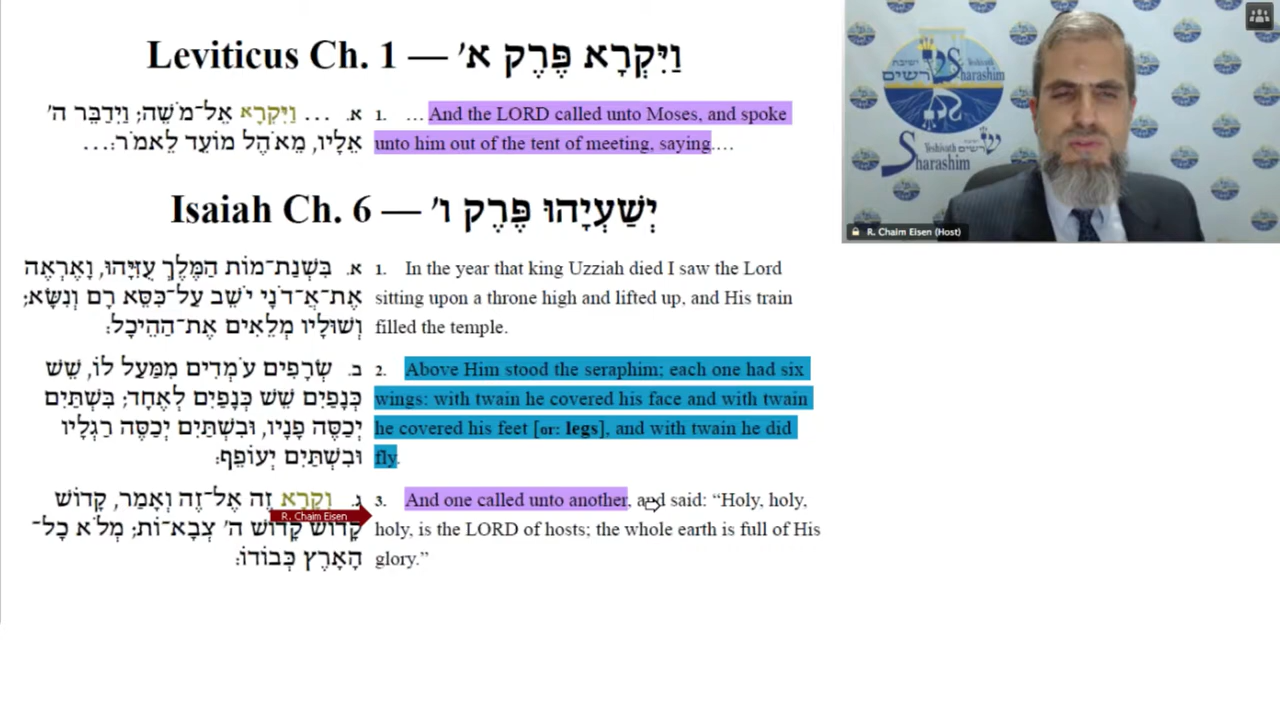 Leviticus Ch. 1 — וַיִּקְרָא פֶּרֶק א׳
א. ... וַיִּקְרָא אֶל־מֹשֶׁה; וַיְדַבֵּר ה׳
אֵלָיו, מֵאֹהֶל מוֹעֵד לֵאמֹר:...
1. …And the LORD called unto Moses, and spoke
unto him out of the tent of meeting, saying….
Isaiah Ch. 6 — יְשַׁעְיָהוּ פֶּרֶק ו׳
א. בִּשְׁנַת־מוֹת הַמֶּלֶךְ עֻזִּיָּהוּ, וָאֶרְאֶה
אֶת־אֲ־דֹנָי יֹשֵׁב עַל־כִּסֵּא רָם וְנִשָּׂא;
וְשׁוּלָיו מְלֵאִים אֶת־הַהֵיכָל:
1. In the year that king Uzziah died I saw the Lord
sitting upon a throne high and lifted up, and His train
filled the temple.
ב. שְׂרָפִים עֹמְדִים מִמַּעַל לוֹ, שֵׁשׁ
כְּנָפַיִם שֵׁשׁ כְּנָפַיִם לְאֶחָד; בִּשְׁתַּיִם
יְכַסֶּה פָנָיו, וּבִשְׁתַּיִם יְכַסֶּה רַגְלָיו
וּבִשְׁתַּיִם יְעוֹפֵף:
2. Above Him stood the seraphim; each one had six
wings: with twain he covered his face and with twain
he covered his feet [or: legs], and with twain he did
fly.
ג. וְקָרָא זֶה אֶל־זֶה וְאָמַר, קָדוֹשׁ
קָדוֹשׁ קָדוֹשׁ ה׳ צְבָא־וֹת; מְלֹא כָל־
הָאָרֶץ כְּבוֹדוֹ:
3. And one called unto another, and said: “Holy, holy,
holy, is the LORD of hosts; the whole earth is full of His
glory.”
R. Chaim Eisen
Yeshivath
Sharashim
ישיבת
שרשים
Yeshivath שרשים
Sharashim
R. Chaim Eisen (Host)